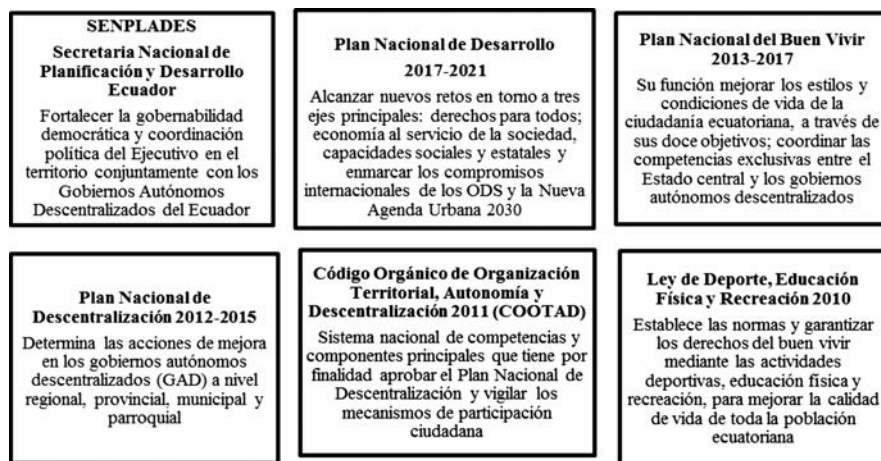 SENPLADES
Secretaria Nacional de
Planificación y Desarrollo
Ecuador
Fortalecer la gobernabilidad
democrática y coordinación
política del Ejecutivo en el
territorio conjuntamente con los
Gobiernos Autónomos
Descentralizados del Ecuador
Plan Nacional de Desarrollo
2017-2021
Alcanzar nuevos retos en torno a tres
ejes principales: derechos para todos;
economía al servicio de la sociedad,
capacidades sociales y estatales y
enmarcar los compromisos
internacionales de los ODS y la Nueva
Agenda Urbana 2030
Plan Nacional del Buen Vivir
2013-2017
Su función mejorar los estilos y
condiciones de vida de la
ciudadanía ecuatoriana, a través de
sus doce objetivos; coordinar las
competencias exclusivas entre el
Estado central y los gobiernos
autónomos descentralizados
Plan Nacional de
Descentralización 2012-2015
Determina las acciones de mejora
en los gobiernos autónomos
descentralizados (GAD) a nivel
regional, provincial, municipal y
parroquial
Código Orgánico de Organización
Territorial, Autonomía y
Descentralización 2011 (COOTAD)
Sistema nacional de competencias y
componentes principales que tiene por
finalidad aprobar el Plan Nacional de
Descentralización y vigilar los
mecanismos de participación
ciudadana
Ley de Deporte, Educación
Física y Recreación 2010
Establece las normas y garantizar
los derechos del buen vivir
mediante las actividades
deportivas, educación física y
recreación, para mejorar la calidad
de vida de toda la población
ecuatoriana